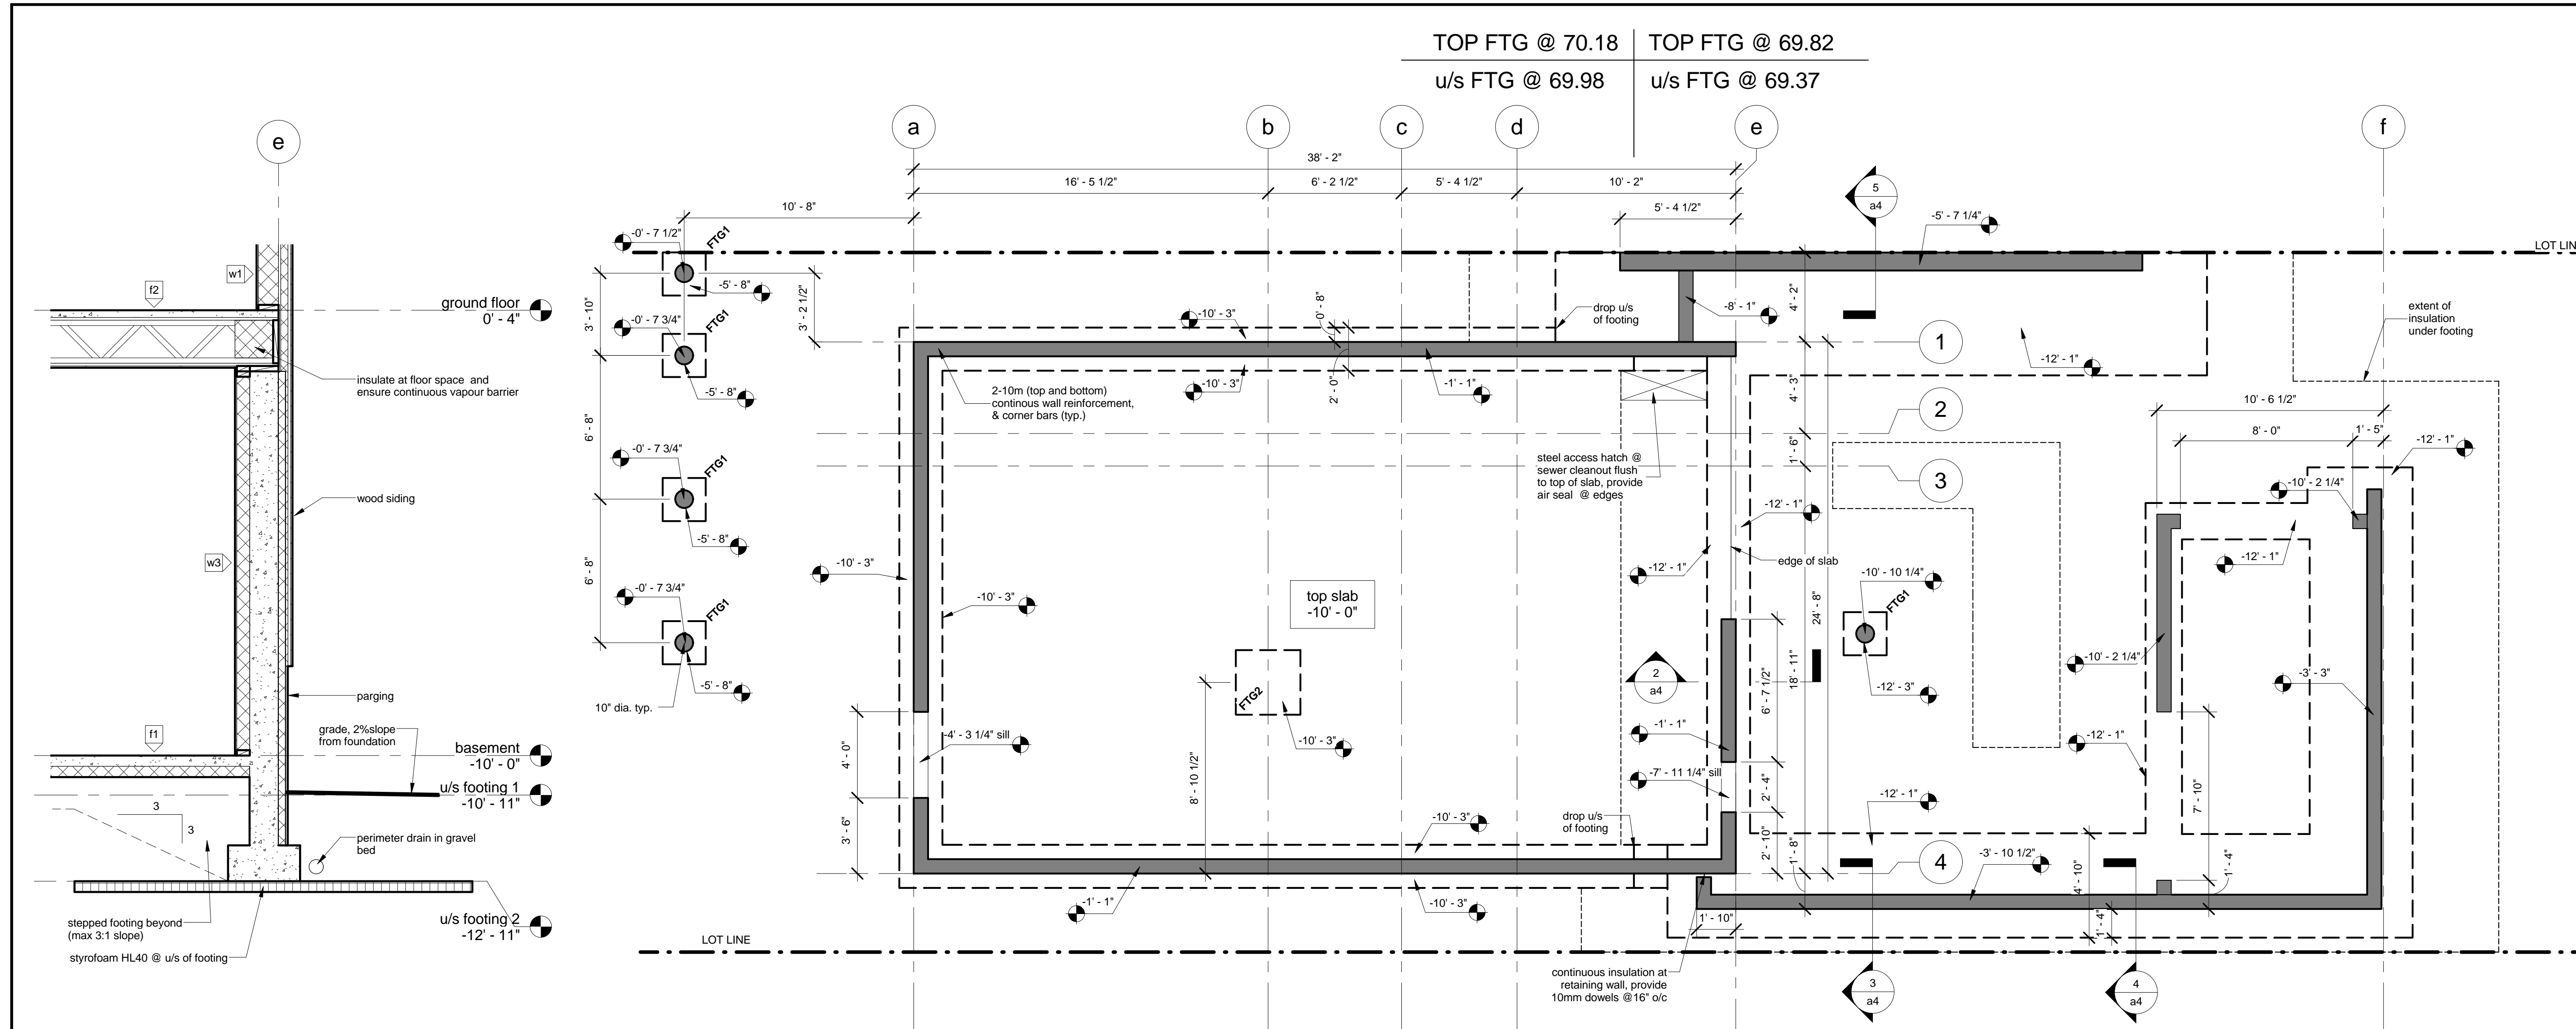 TOP FTG @ 70.18
TOP FTG @ 69.82
u/s FTG @ 69.98
u/s FTG @ 69.37
e
w1
f2
ground floor
0' - 4"
insulate at floor space and
ensure continuous vapour barrier
wood siding
w3
parging
grade, 2%slope
from foundation
f1
basement
-10' - 0"
u/s footing 1
-10' - 11"
3
3
perimeter drain in gravel
bed
stepped footing beyond
(max 3:1 slope)
styrofoam HL40 @ u/s of footing
u/s footing 2
-12' - 11"
a
b
c
d
e
f
38' - 2"
16' - 5 1/2"
6' - 2 1/2"
5' - 4 1/2"
10' - 2"
10' - 8"
5' - 4 1/2"
5
a4
-5' - 7 1/4"
LOT LIN
-0' - 7 1/2"
FTG1
-5' - 8"
3' - 10"
3' - 2 1/2"
-0' - 7 3/4"
FTG1
-5' - 8"
6' - 8"
-0' - 7 3/4"
FTG1
-5' - 8"
6' - 8"
-0' - 7 3/4"
FTG1
-5' - 8"
10" dia. typ.
-10' - 3"
0' - 8"
2' - 0"
-10' - 3"
-1' - 1"
2-10m (top and bottom)
continous wall reinforcement,
& corner bars (typ.)
drop u/s
of footing
-8' - 1"
4' - 2"
1
-12' - 1"
extent of
insulation
under footing
4' - 3"
2
1' - 6"
3
steel access hatch @
sewer cleanout flush
to top of slab, provide
air seal @ edges
10' - 6 1/2"
8' - 0"
1' - 5"
-12' - 1"
-10' - 2 1/4"
-12' - 1"
-12' - 1"
-12' - 1"
edge of slab
-10' - 3"
-10' - 3"
top slab
-10' - 0"
-10' - 10 1/4"
FTG1
24' - 8"
18' - 11"
-12' - 3"
-10' - 2 1/4"
-3' - 3"
2
a4
6' - 7 1/2"
FTG2
-10' - 3"
8' - 10 1/2"
-4' - 3 1/4" sill
4' - 0"
3' - 6"
-1' - 1"
-7' - 11 1/4" sill
2' - 4"
2' - 10"
1' - 8"
-12' - 1"
-12' - 1"
7' - 10"
drop u/s
of footing
-10' - 3"
4
-3' - 10 1/2"
4' - 10"
1' - 4"
1' - 4"
-1' - 1"
-10' - 3"
1' - 10"
LOT LINE
continuous insulation at
retaining wall, provide
10mm dowels @16" o/c
3
a4
4
a4